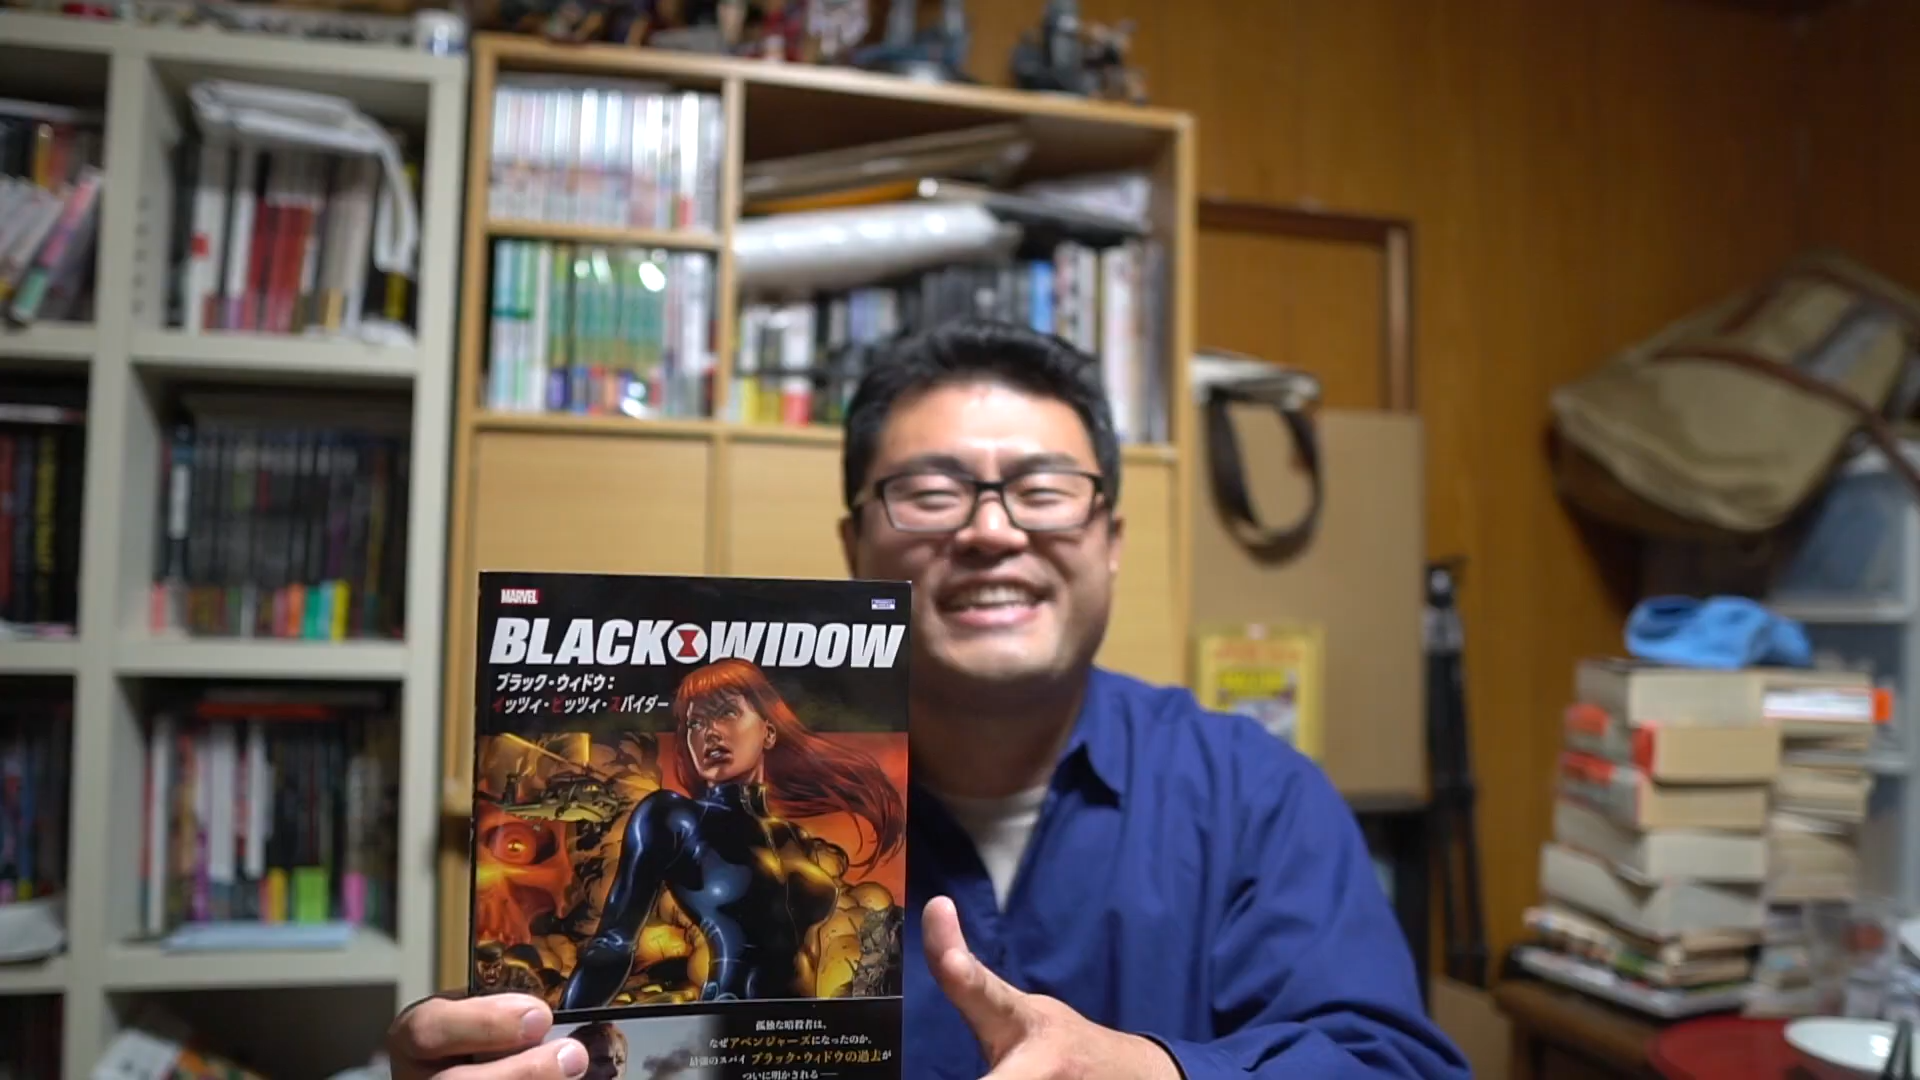 MARVEL
BLACK WIDOW
ブラック・ウィドウ:
イッツィ・ビッツィ・スパイダー
孤独な暗殺者は、
なぜアベンジャーズになったのか。
最強のスパイ ブラック・ウィドウの過去が
ついに明かされる——